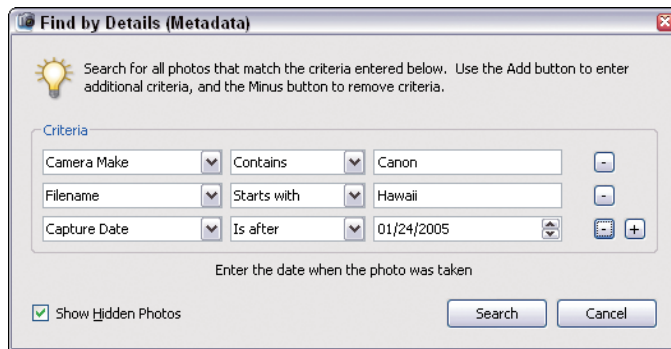 Find by Details (Metadata)
Search for all photos that match the criteria entered below. Use the Add button to enter
additional criteria, and the Minus button to remove criteria.
Criteria
Camera Make Contains Canon -
Filename Starts with Hawaii -
Capture Date Is after 01/24/2005 - +
Enter the date when the photo was taken
Show Hidden Photos Search Cancel